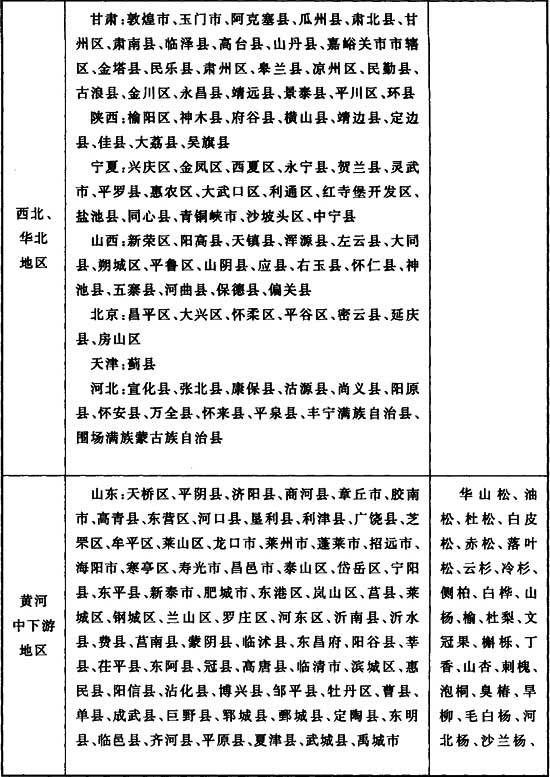 西北、
华北
地区
甘肃:敦煌市、玉门市、阿克塞县、瓜州县、肃北县、甘
州区、肃南县、临泽县、高台县、山丹县、嘉峪关市市辖
区、金塔县、民乐县、肃州区、皋兰县、凉州区、民勤县、
古浪县、金川区、永昌县、靖远县、景泰县、平川区、环县
陕西:榆阳区、神木县、府谷县、横山县、靖边县、定边
县、佳县、大荔县、吴旗县
宁夏:兴庆区、金凤区、西夏区、永宁县、贺兰县、灵武
市、平罗县、惠农区、大武口区、利通区、红寺堡开发区、
盐池县、同心县、青铜峡市、沙坡头区、中宁县
山西:新荣区、阳高县、天镇县、浑源县、左云县、大同
县、朔城区、平鲁区、山阴县、应县、右玉县、怀仁县、神
池县、五寨县、河曲县、保德县、偏关县
北京:昌平区、大兴区、怀柔区、平谷区、密云县、延庆
县、房山区
天津:蓟县
河北:宣化县、张北县、康保县、沽源县、尚义县、阳原
县、怀安县、万全县、怀来县、平泉县、丰宁满族自治县、
围场满族蒙古族自治县
黄河
中下游
地区
山东:天桥区、平阴县、济阳县、商河县、章丘市、胶南
市、高青县、东营区、河口县、垦利县、利津县、广饶县、芝
罘区、牟平区、莱山区、龙口市、莱州市、蓬莱市、招远市、
海阳市、寒亭区、寿光市、昌邑市、泰山区、岱岳区、宁阳
县、东平县、新泰市、肥城市、东港区、岚山区、莒县、莱
城区、钢城区、兰山区、罗庄区、河东区、沂南县、沂水
县、费县、莒南县、蒙阴县、临沭县、东昌府、阳谷县、莘
县、茌平县、东阿县、冠县、高唐县、临清市、滨城区、惠
民县、阳信县、沾化县、博兴县、邹平县、牡丹区、曹县、
单县、成武县、巨野县、郓城县、鄄城县、定陶县、东明
县、临邑县、齐河县、平原县、夏津县、武城县、禹城市
华山松、油
松、杜松、白皮
松、赤松、落叶
松、云杉、冷杉、
侧柏、白桦、山
杨、榆、杜梨、文
冠果、槲栎、丁
香、山杏、刺槐、
泡桐、臭椿、旱
柳、毛白杨、河
北杨、沙兰杨、